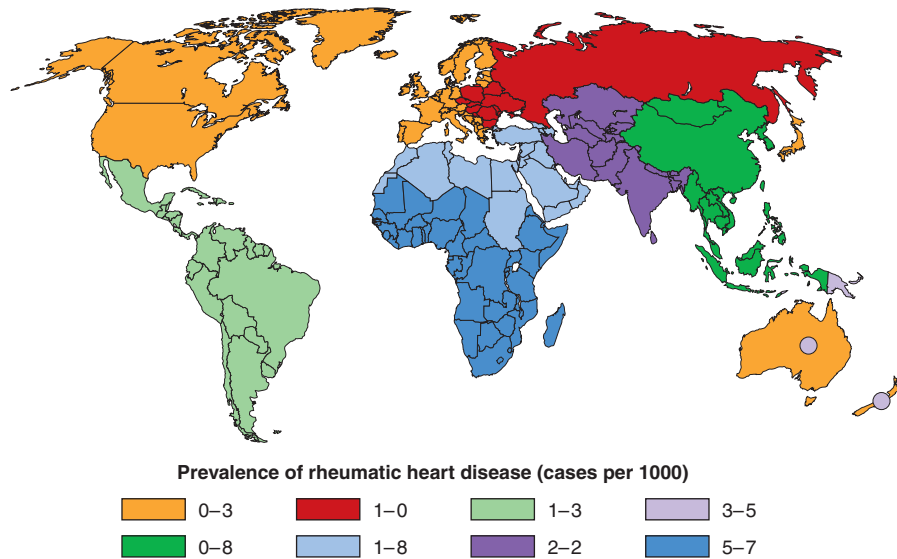 Prevalence of rheumatic heart disease (cases per 1000)
0–3 1–0 1–3 3–5
0–8 1–8 2–2 5–7